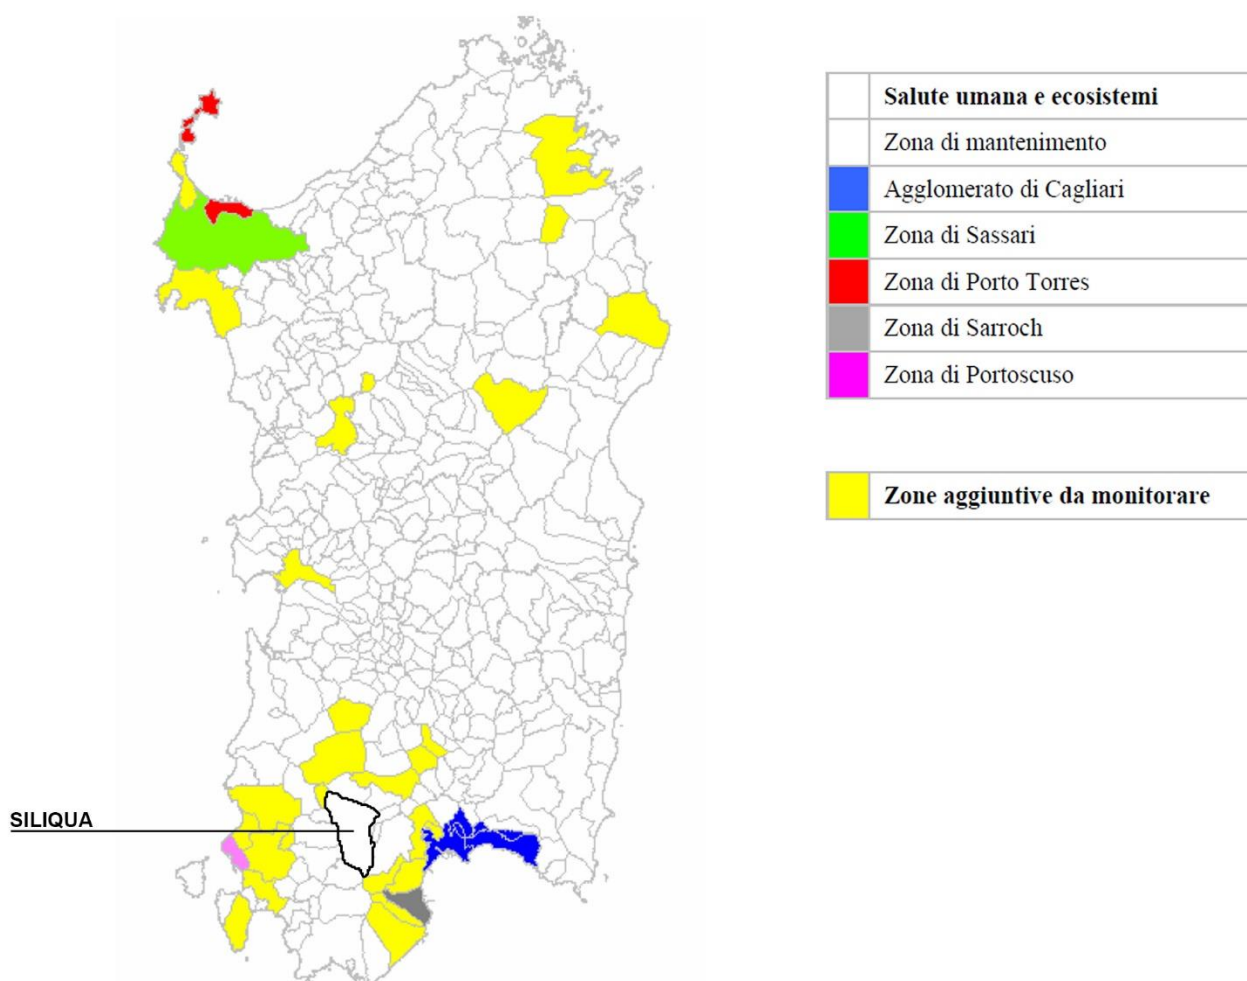 Salute umana e ecosistemi
Zona di mantenimento
Agglomerato di Cagliari
Zona di Sassari
Zona di Porto Torres
Zona di Sarroch
Zona di Portoscuso
Zone aggiuntive da monitorare
SILIQUA